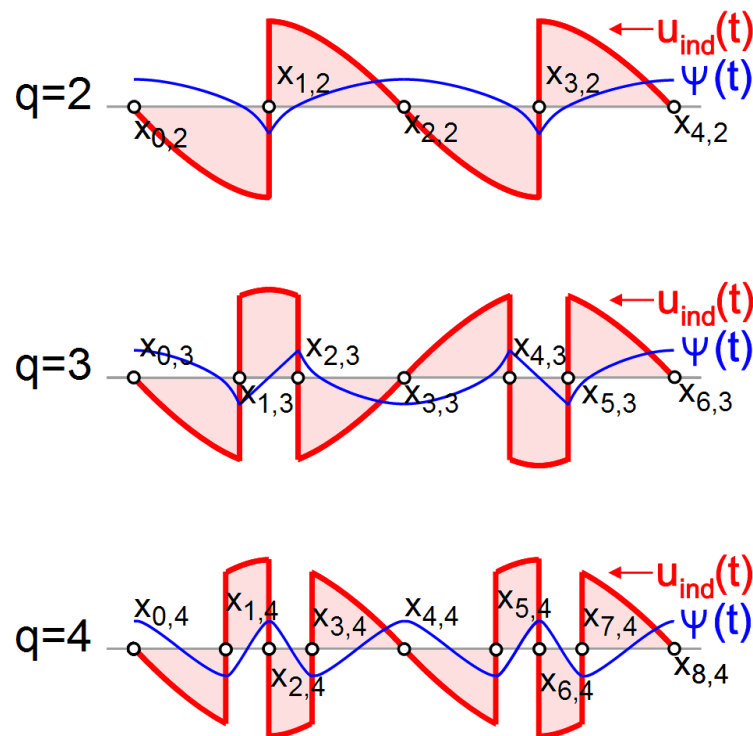 u_ind(t)
q=2 x_1,2 x_3,2 Ψ(t)
x_0,2 x_2,2 x_4,2
u_ind(t)
x_0,3 x_2,3 x_4,3 Ψ(t)
q=3 x_1,3 x_3,3 x_5,3 x_6,3
u_ind(t)
x_0,4 x_1,4 x_3,4 x_4,4 x_5,4 x_7,4 Ψ(t)
q=4 x_2,4 x_6,4 x_8,4